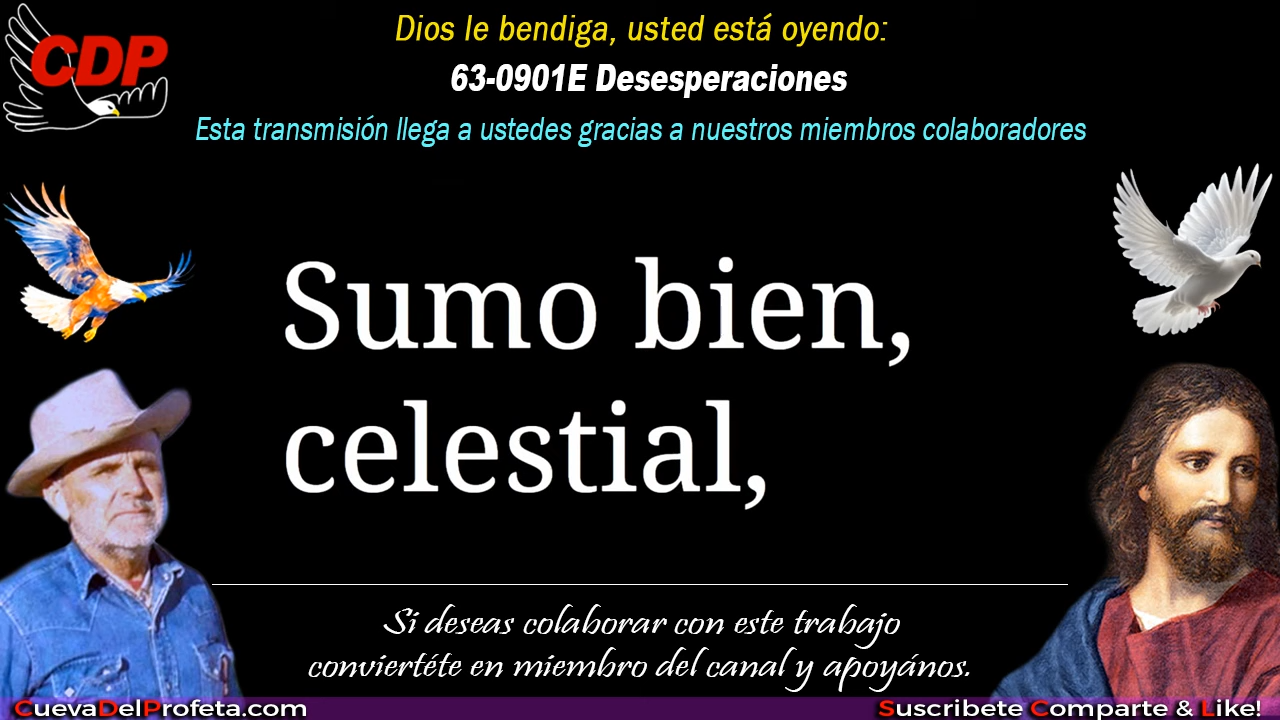 CDP
Dios le bendiga, usted está oyendo:
63-0901E Desesperaciones
Esta transmisión llega a ustedes gracias a nuestros miembros colaboradores
Sumo bien,
celestial,
Si deseas colaborar con este trabajo
conviertéte en miembro del canal y apoyános.
CuevaDelProfeta.com
Suscribete Comparte & Like!